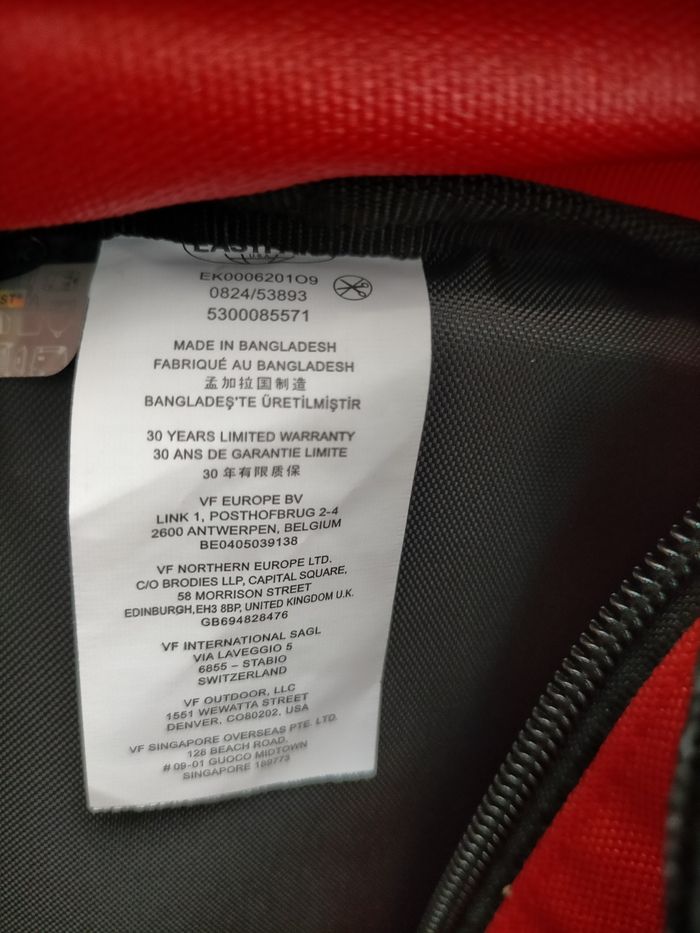 U.S.A.
EK0006201O9
0824/53893
5300085571
MADE IN BANGLADESH
FABRIQUÉ AU BANGLADESH
孟加拉国制造
BANGLADEŞ'TE ÜRETİLMİŞTİR
30 YEARS LIMITED WARRANTY
30 ANS DE GARANTIE LIMITE
30 年有限质保
VF EUROPE BV
LINK 1, POSTHOFBRUG 2-4
2600 ANTWERPEN, BELGIUM
BE0405039138
VF NORTHERN EUROPE LTD.
C/O BRODIES LLP, CAPITAL SQUARE,
58 MORRISON STREET
EDINBURGH,EH3 8BP, UNITED KINGDOM U.K.
GB694828476
VF INTERNATIONAL SAGL
VIA LAVEGGIO 5
6855 – STABIO
SWITZERLAND
VF OUTDOOR, LLC
1551 WEWATTA STREET
DENVER, CO80202, USA
VF SINGAPORE OVERSEAS PTE. LTD.
128 BEACH ROAD.
# 09-01 GUOCO MIDTOWN
SINGAPORE 189773